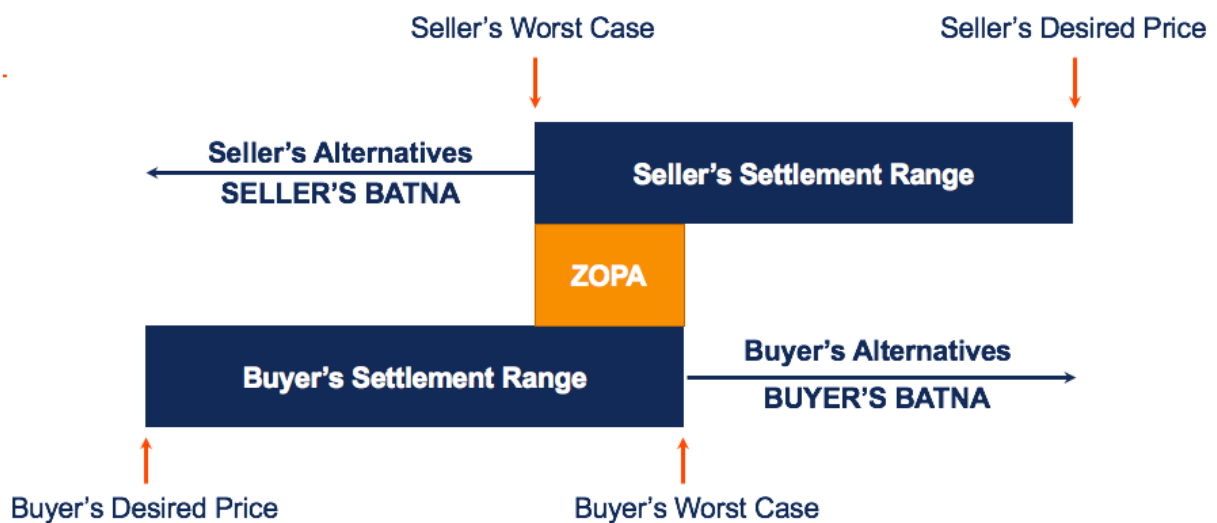 Seller’s Worst Case
Seller’s Desired Price
Seller’s Alternatives
SELLER’S BATNA
Seller’s Settlement Range
ZOPA
Buyer’s Settlement Range
Buyer’s Alternatives
BUYER’S BATNA
Buyer’s Desired Price
Buyer’s Worst Case